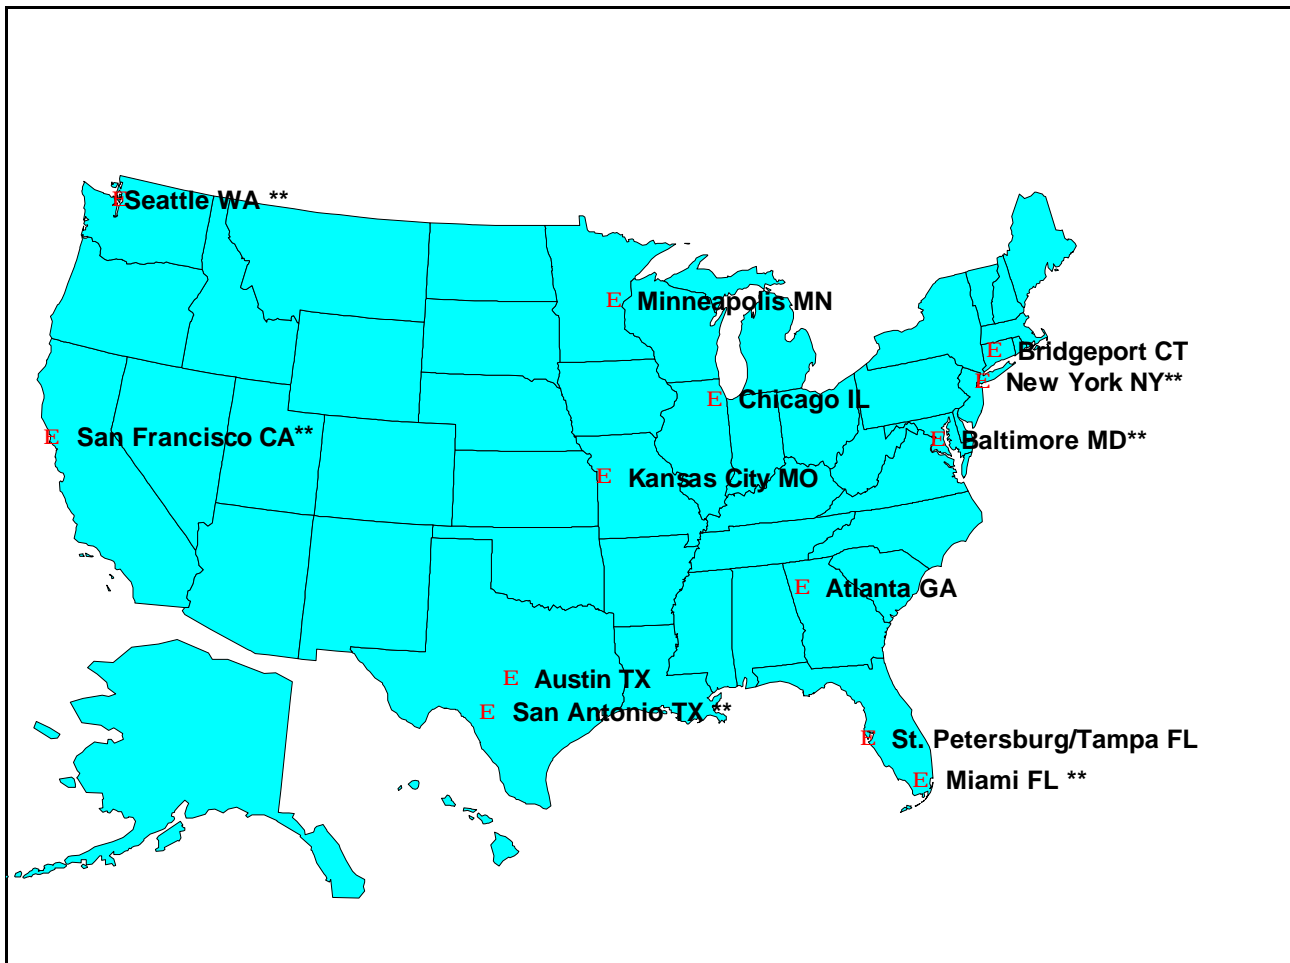 E Seattle WA **
E Minneapolis MN
E Bridgeport CT
E New York NY**
E Chicago IL
E San Francisco CA**
E Baltimore MD**
E Kansas City MO
E Atlanta GA
E Austin TX
E San Antonio TX **
E St. Petersburg/Tampa FL
E Miami FL **